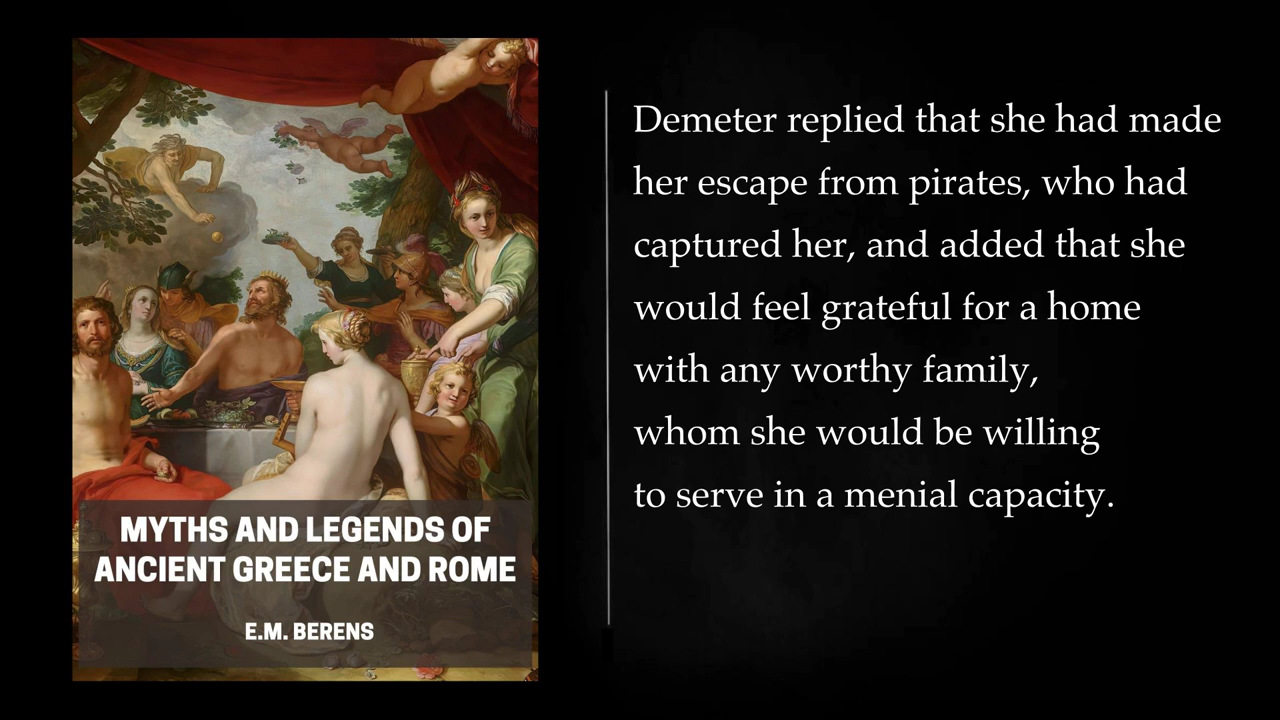 MYTHS AND LEGENDS OF
ANCIENT GREECE AND ROME
E.M. BERENS
Demeter replied that she had made
her escape from pirates, who had
captured her, and added that she
would feel grateful for a home
with any worthy family,
whom she would be willing
to serve in a menial capacity.